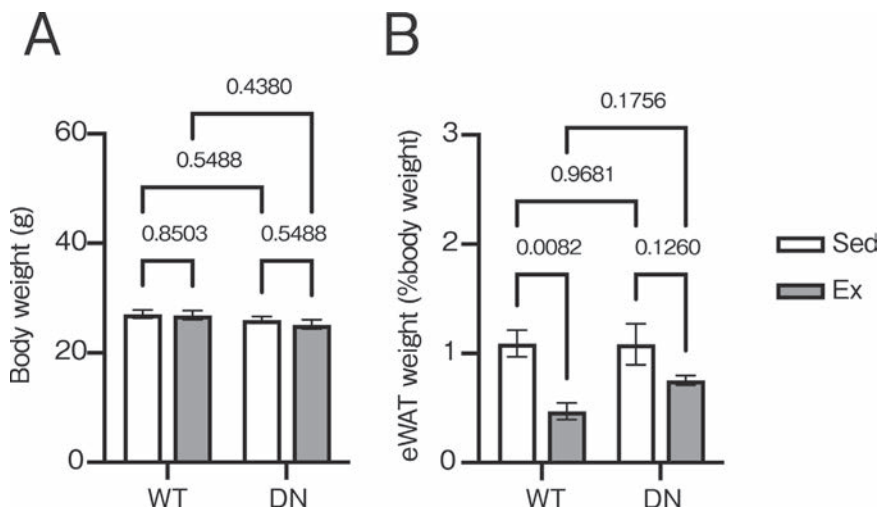 A
0.4380
0.5488
0.8503
0.5488
60
40
20
0
Body weight (g)
WT
DN
B
0.1756
0.9681
0.0082
0.1260
3
2
1
0
eWAT weight (%body weight)
WT
DN
Sed
Ex